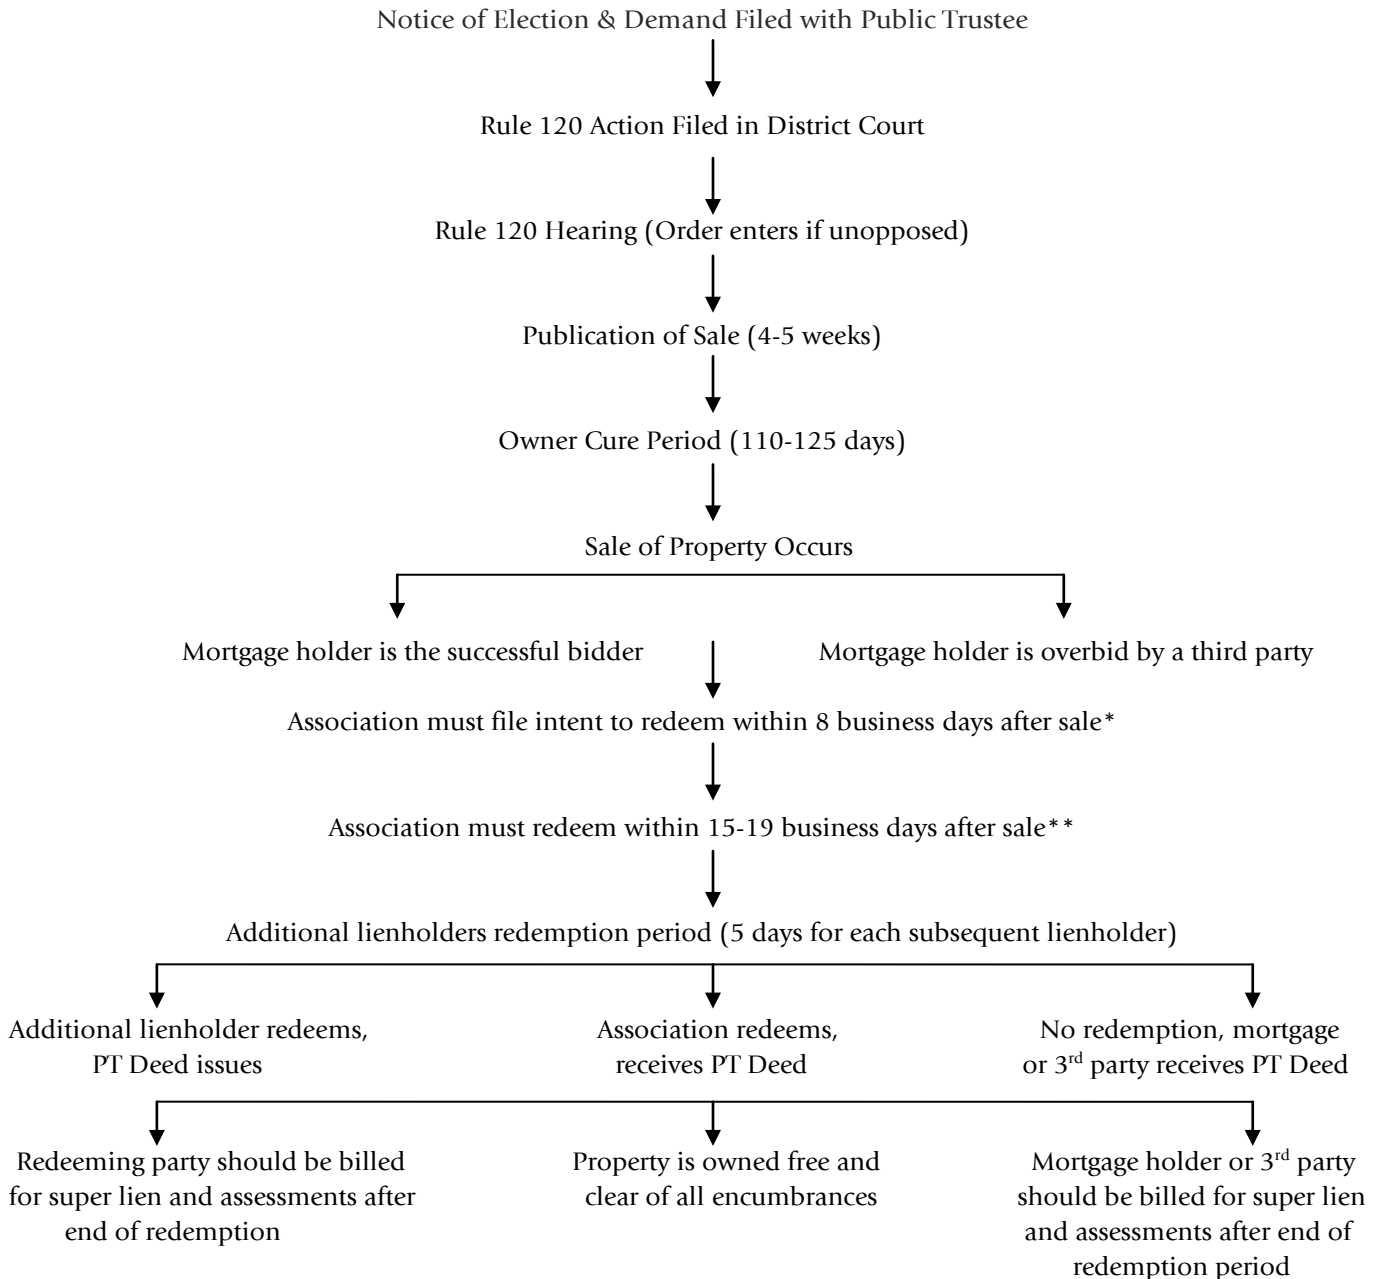 Notice of Election & Demand Filed with Public Trustee
Rule 120 Action Filed in District Court
Rule 120 Hearing (Order enters if unopposed)
Publication of Sale (4-5 weeks)
Owner Cure Period (110-125 days)
Sale of Property Occurs
Mortgage holder is the successful bidder
Mortgage holder is overbid by a third party
Association must file intent to redeem within 8 business days after sale*
Association must redeem within 15-19 business days after sale**
Additional lienholders redemption period (5 days for each subsequent lienholder)
Additional lienholder redeems,
PT Deed issues
Association redeems,
receives PT Deed
No redemption, mortgage
or 3rd party receives PT Deed
Redeeming party should be billed
for super lien and assessments after
end of redemption
Property is owned free and
clear of all encumbrances
Mortgage holder or 3rd party
should be billed for super lien
and assessments after end of
redemption period